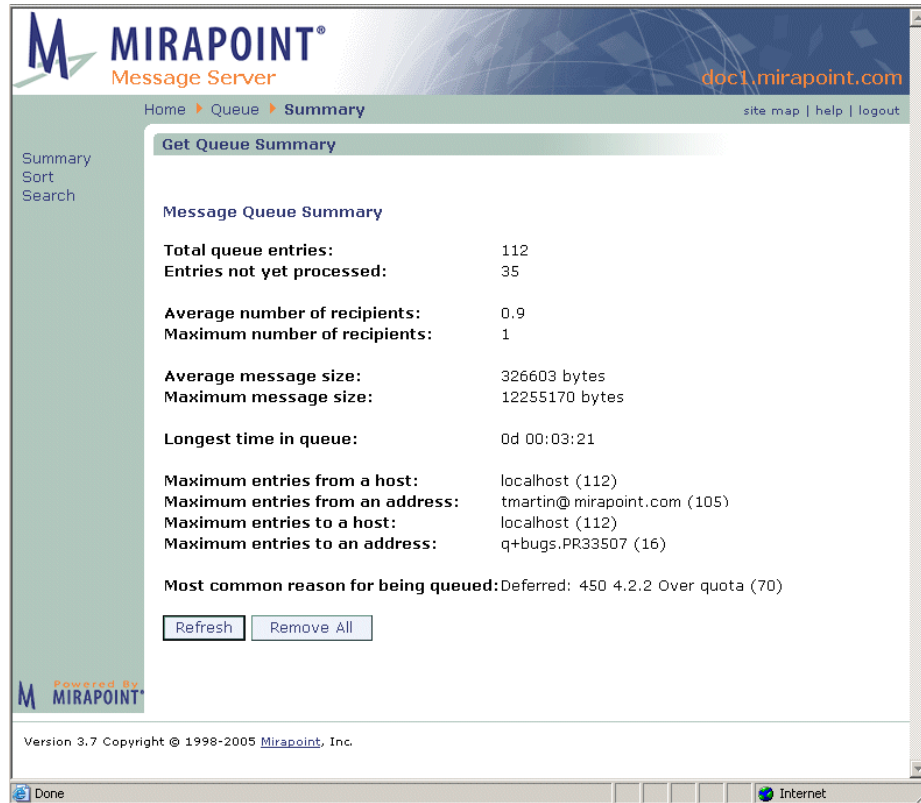 MIRAPOINT®
Message Server
doc1.mirapoint.com
Home Queue Summary
site map | help | logout
Summary
Sort
Search
Get Queue Summary
Message Queue Summary
Total queue entries: 112
Entries not yet processed: 35
Average number of recipients: 0.9
Maximum number of recipients: 1
Average message size: 326603 bytes
Maximum message size: 12255170 bytes
Longest time in queue: 0d 00:03:21
Maximum entries from a host: localhost (112)
Maximum entries from an address: tmartin@mirapoint.com (105)
Maximum entries to a host: localhost (112)
Maximum entries to an address: q+bugs.PR33507 (16)
Most common reason for being queued: Deferred: 450 4.2.2 Over quota (70)
Refresh Remove All
Powered By
MIRAPOINT®
Version 3.7 Copyright © 1998-2005 Mirapoint, Inc.
Done Internet